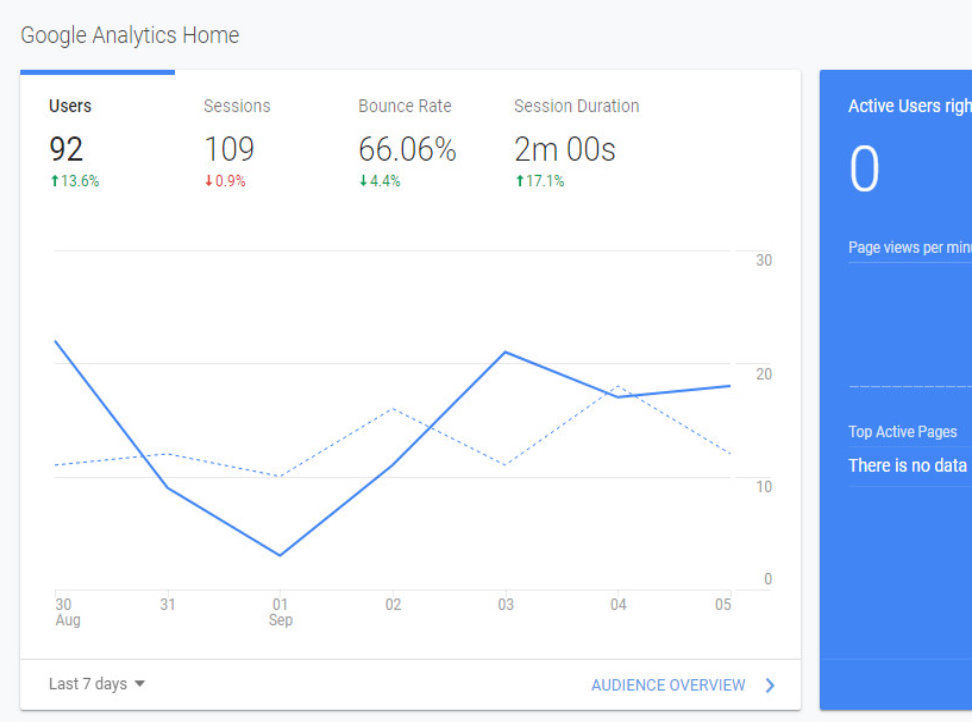 Google Analytics Home
Users
92
↑13.6%
Sessions
109
↓0.9%
Bounce Rate
66.06%
↓4.4%
Session Duration
2m 00s
↑17.1%
30
20
10
0
30
Aug
31
01
Sep
02
03
04
05
Last 7 days
AUDIENCE OVERVIEW
Active Users
0
Page views per
Top Active Pages
There is no data